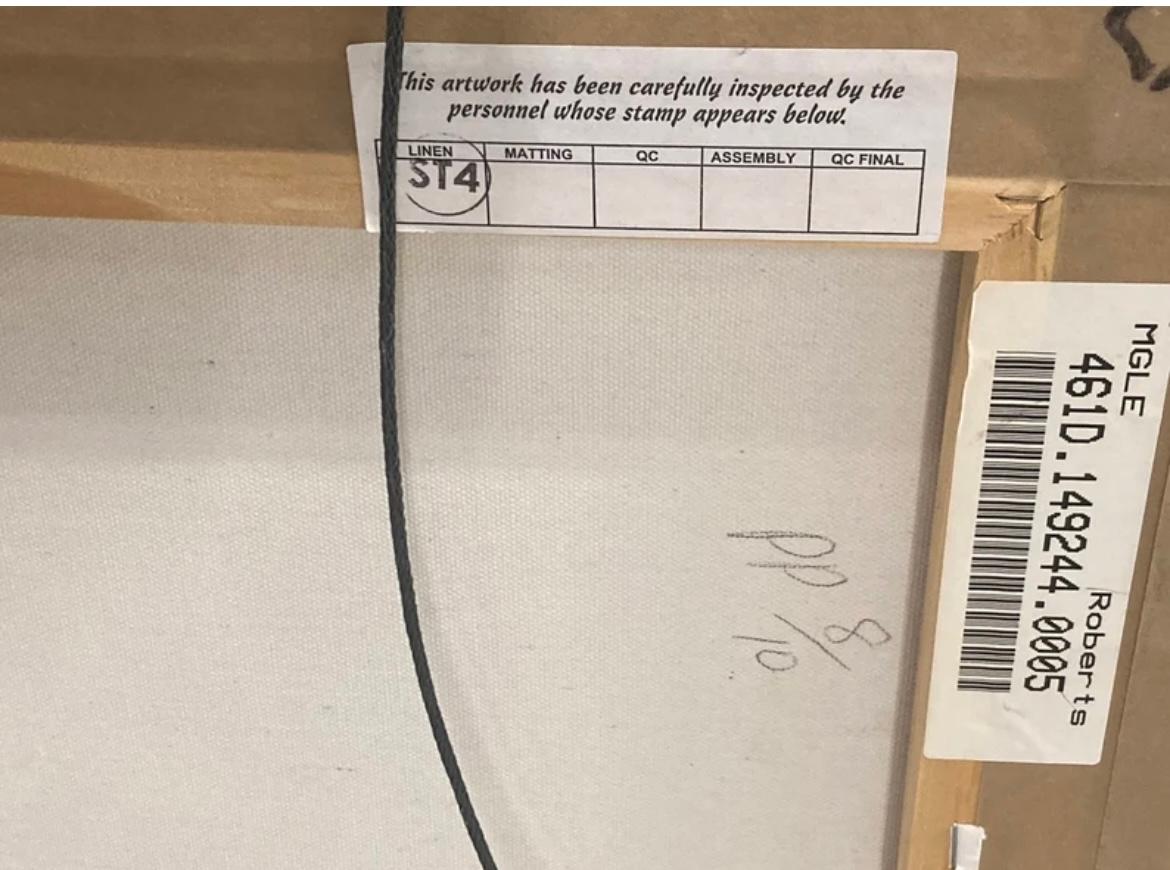 This artwork has been carefully inspected by the
personnel whose stamp appears below.
LINEN MATTING QC ASSEMBLY QC FINAL
ST4
MGLE
461D.149244.0005
Roberts
pp 8/10